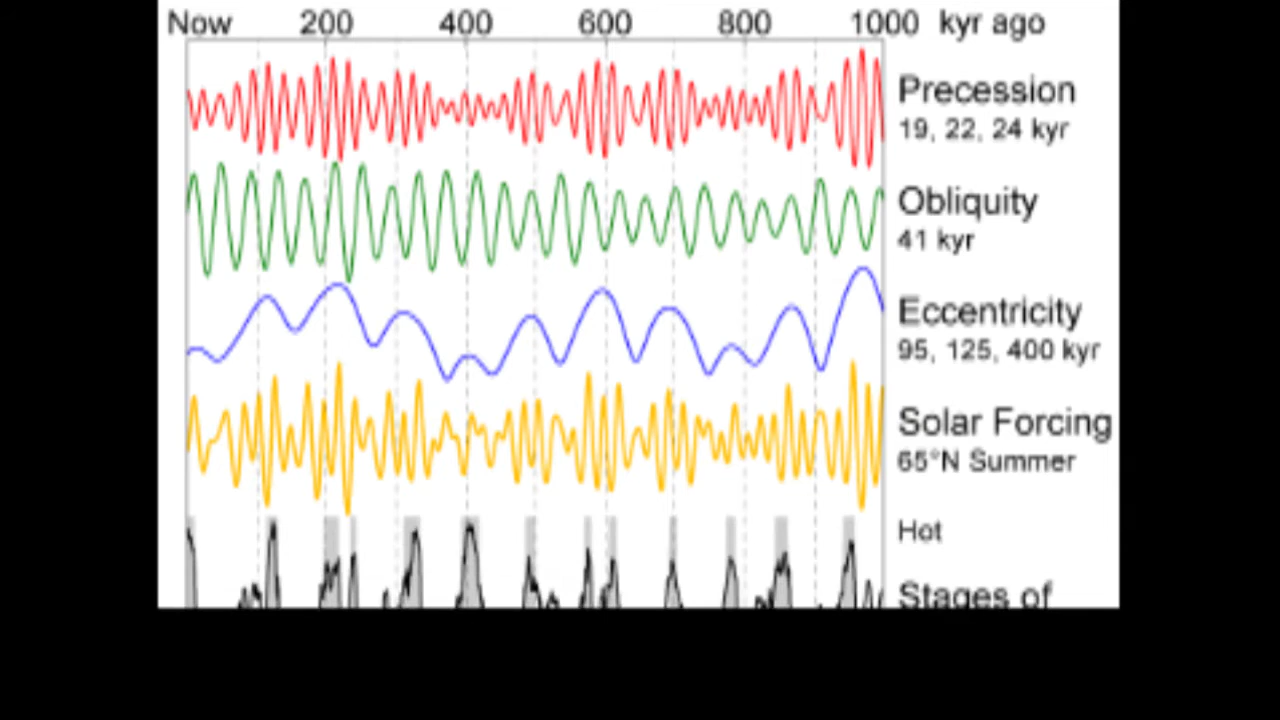 Now 200 400 600 800 1000 kyr ago
Precession
19, 22, 24 kyr
Obliquity
41 kyr
Eccentricity
95, 125, 400 kyr
Solar Forcing
65°N Summer
Hot
Stages of